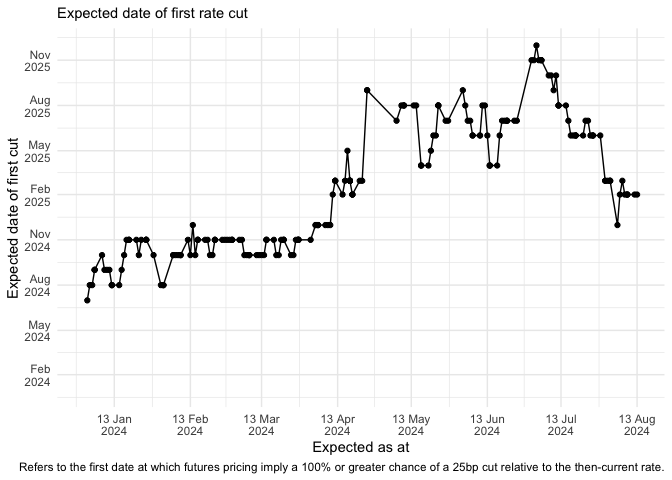 Expected date of first rate cut
Expected date of first cut
Nov
2025
Aug
2025
May
2025
Feb
2025
Nov
2024
Aug
2024
May
2024
Feb
2024
13 Jan
2024
13 Feb
2024
13 Mar
2024
13 Apr
2024
13 May
2024
13 Jun
2024
13 Jul
2024
13 Aug
2024
Expected as at
Refers to the first date at which futures pricing imply a 100% or greater chance of a 25bp cut relative to the then-current rate.